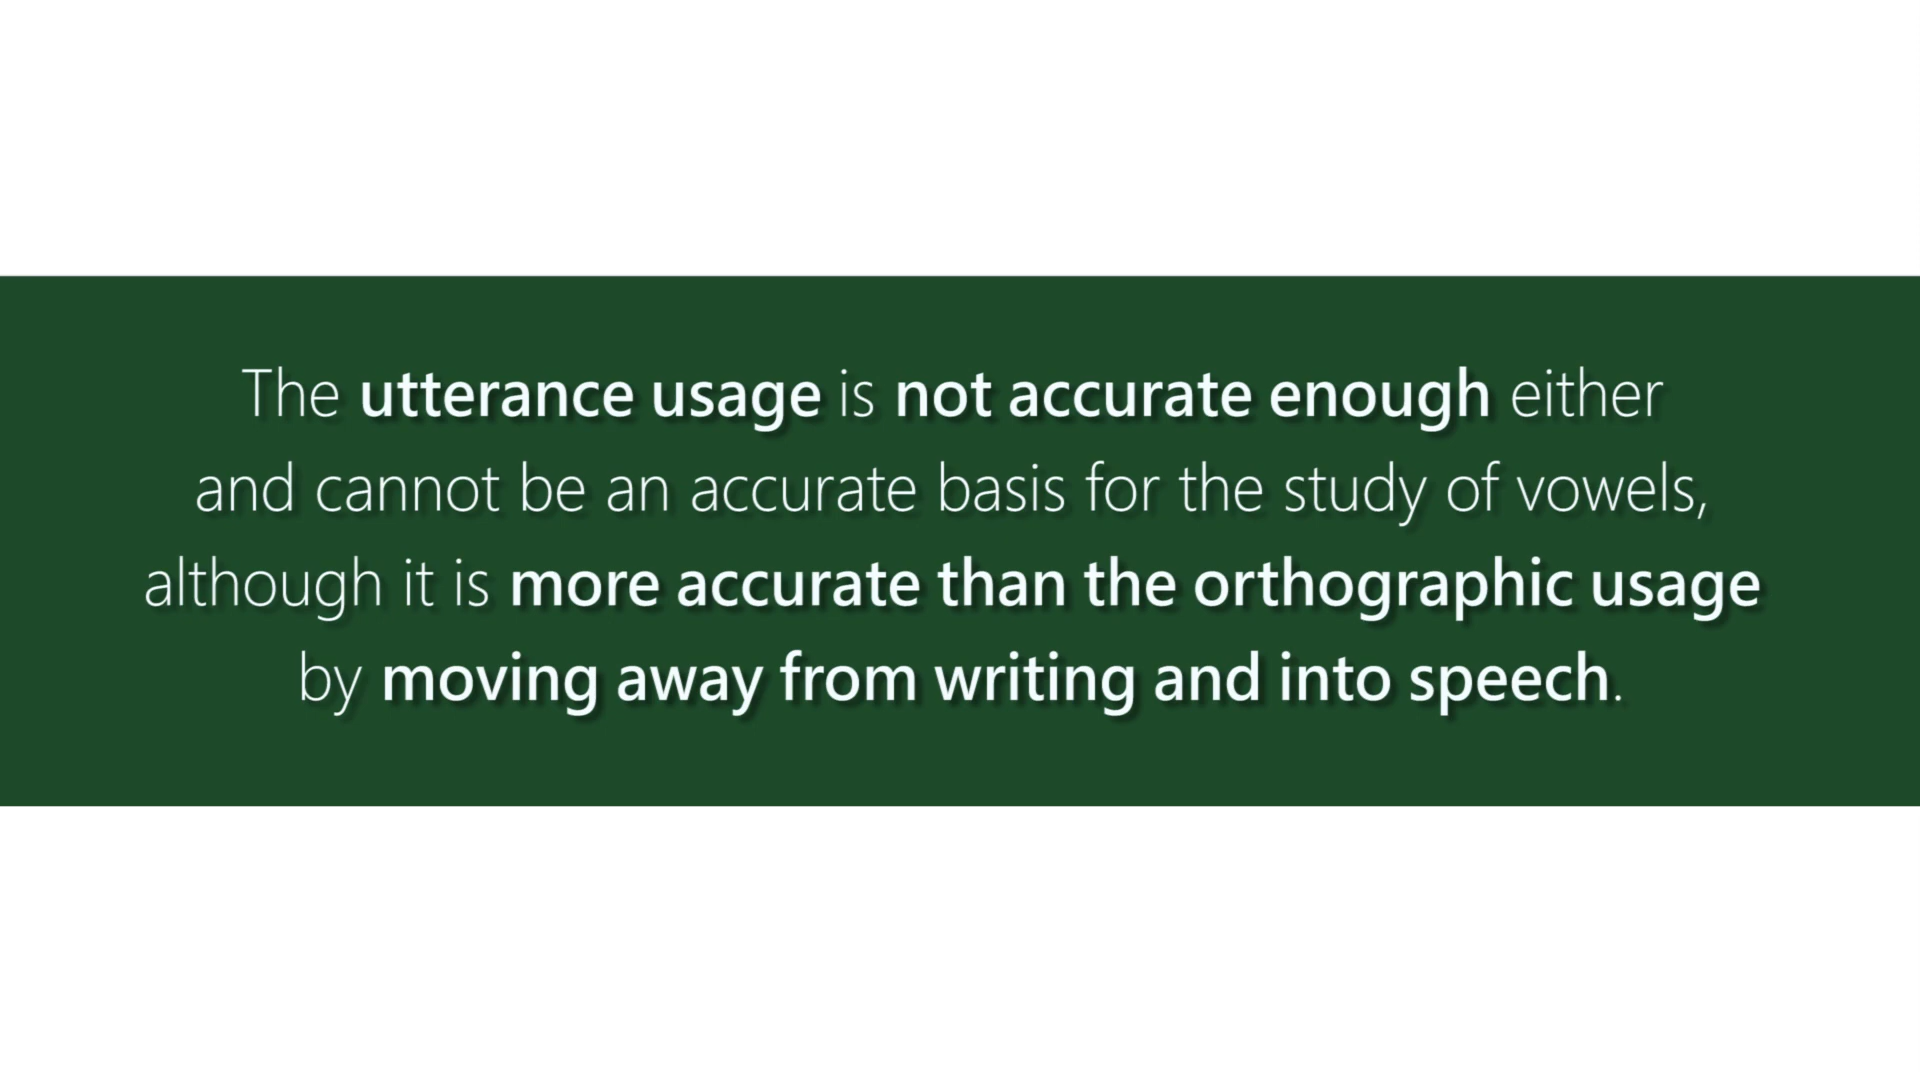 The utterance usage is not accurate enough either
and cannot be an accurate basis for the study of vowels,
although it is more accurate than the orthographic usage
by moving away from writing and into speech.